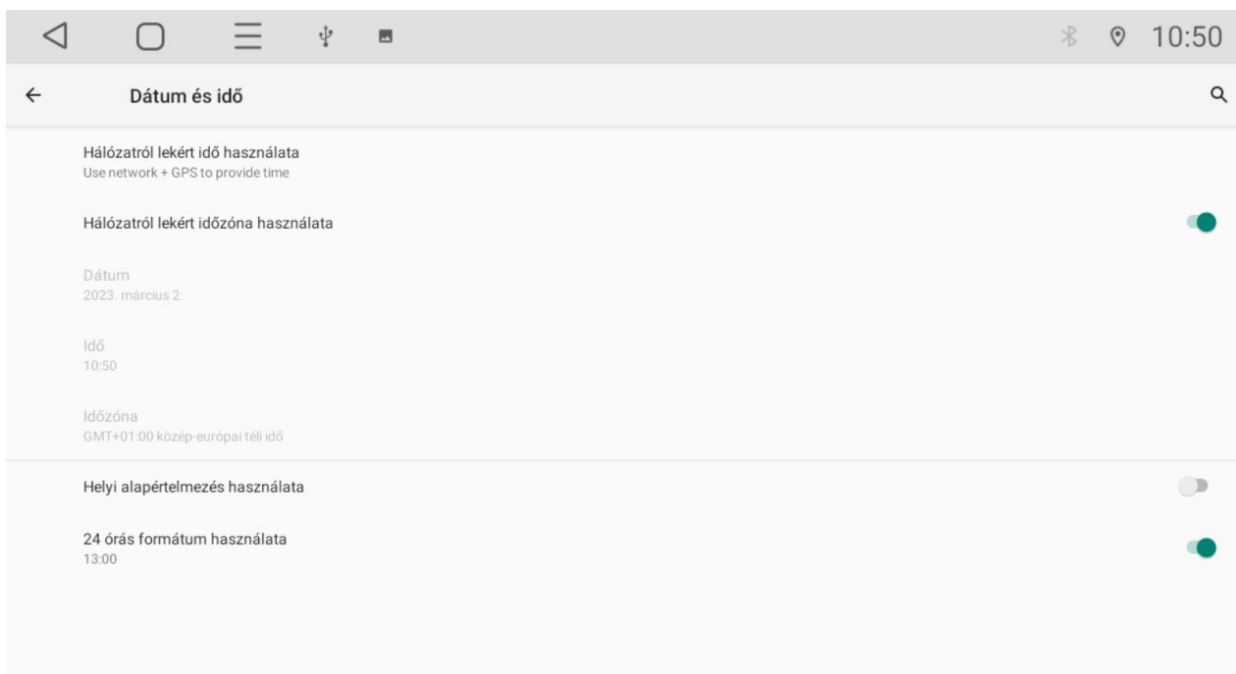 10:50
Dátum és idő
Hálózatról lekért idő használata
Use network + GPS to provide time
Hálózatról lekért időzóna használata
Dátum
2023. március 2.
Idő
10:50
Időzóna
GMT+01:00 közép-európai téli idő
Helyi alapértelmezés használata
24 órás formátum használata
13:00